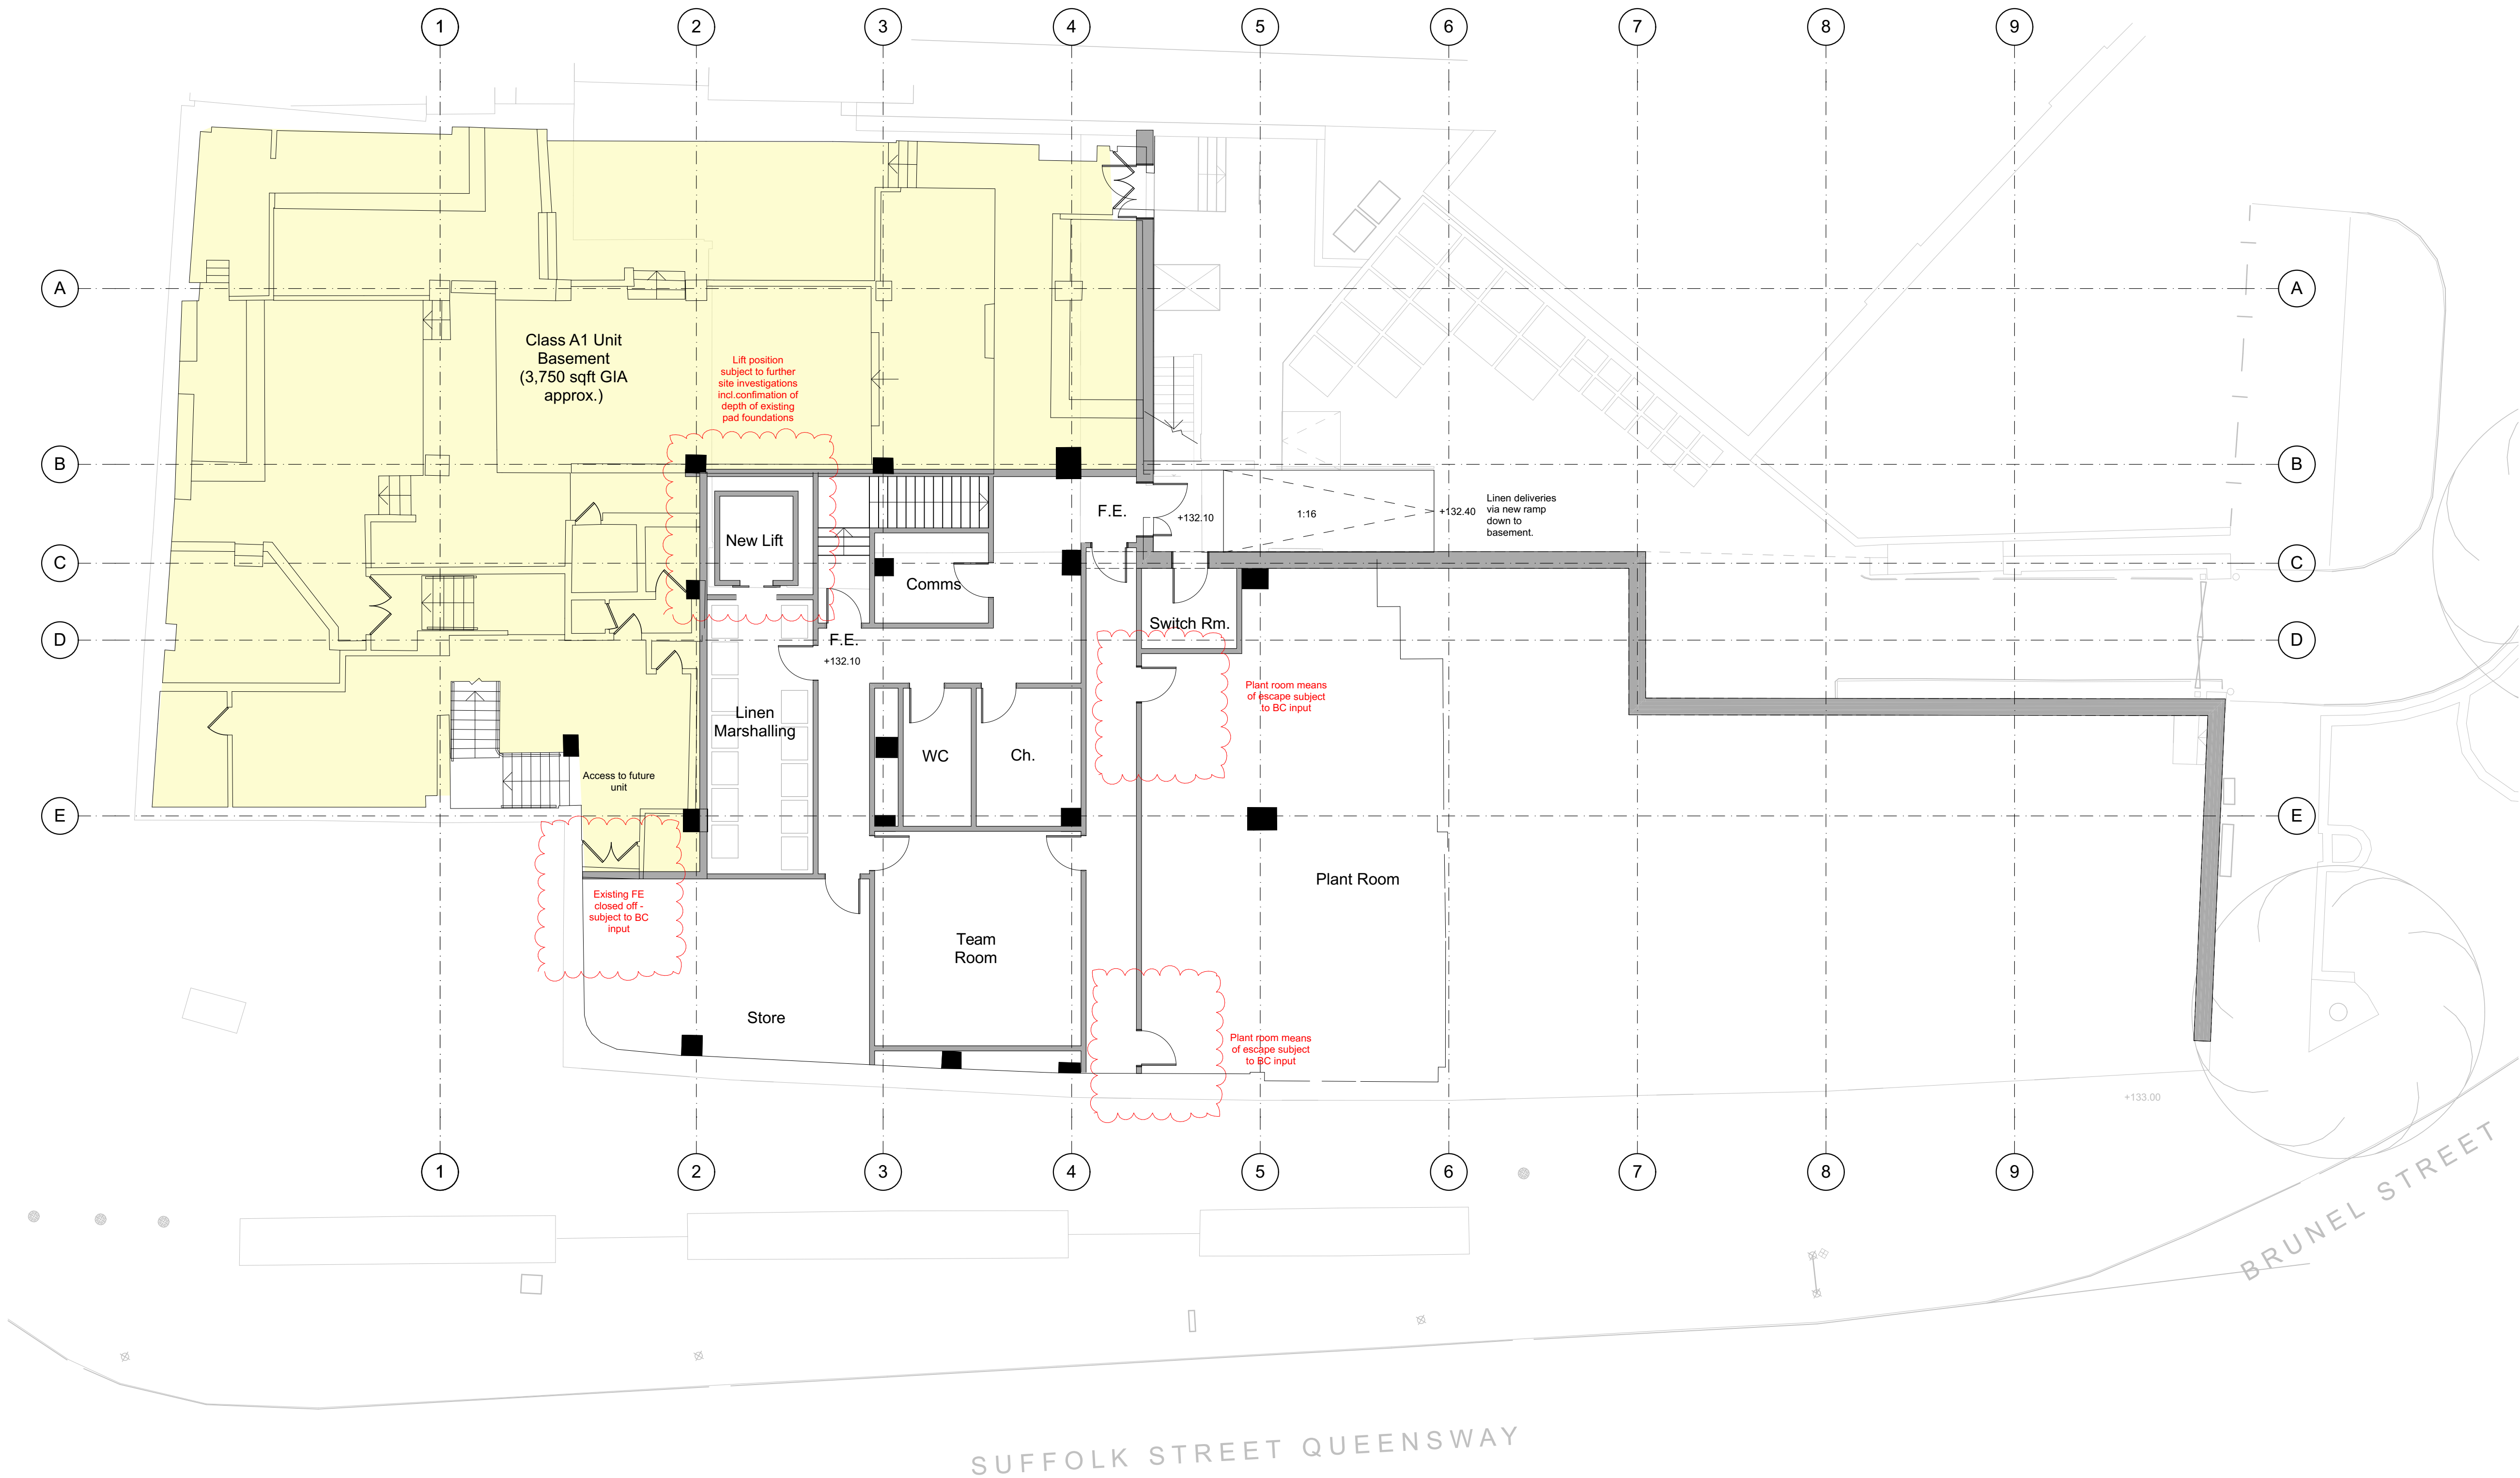 1
2
3
4
5
6
7
8
9
A
A
Class A1 Unit
Basement
(3,750 sqft GIA
approx.)
Lift position
subject to further
site investigations
incl.confimation of
depth of existing
pad foundations
B
B
F.E.
+132.10
1:16
+132.40
Linen deliveries
via new ramp
down to
basement.
New Lift
C
C
Comms
Switch Rm.
D
D
F.E.
+132.10
Plant room means
of escape subject
to BC input
Linen
Marshalling
WC
Ch.
Access to future
unit
E
E
Plant Room
Existing FE
closed off -
subject to BC
input
Team
Room
Store
Plant room means
of escape subject
to BC input
+133.00
1
2
3
4
5
6
7
8
9
BRUNEL STREET
SUFFOLK STREET QUEENSWAY